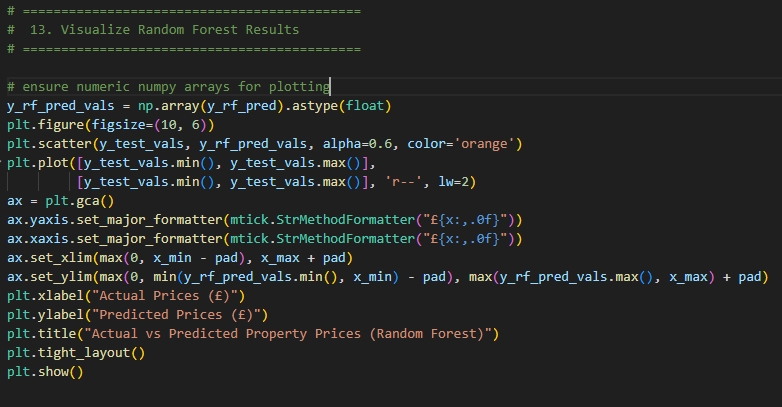 # ============================================
#  13. Visualize Random Forest Results
# ============================================
# ensure numeric numpy arrays for plotting
y_rf_pred_vals = np.array(y_rf_pred).astype(float)
plt.figure(figsize=(10, 6))
plt.scatter(y_test_vals, y_rf_pred_vals, alpha=0.6, color='orange')
plt.plot([y_test_vals.min(), y_test_vals.max()],
         [y_test_vals.min(), y_test_vals.max()], 'r--', lw=2)
ax = plt.gca()
ax.yaxis.set_major_formatter(mtick.StrMethodFormatter("£{x:,.0f}"))
ax.xaxis.set_major_formatter(mtick.StrMethodFormatter("£{x:,.0f}"))
ax.set_xlim(max(0, x_min - pad), x_max + pad)
ax.set_ylim(max(0, min(y_rf_pred_vals.min(), x_min) - pad), max(y_rf_pred_vals.max(), x_max) + pad)
plt.xlabel("Actual Prices (£)")
plt.ylabel("Predicted Prices (£)")
plt.title("Actual vs Predicted Property Prices (Random Forest)")
plt.tight_layout()
plt.show()